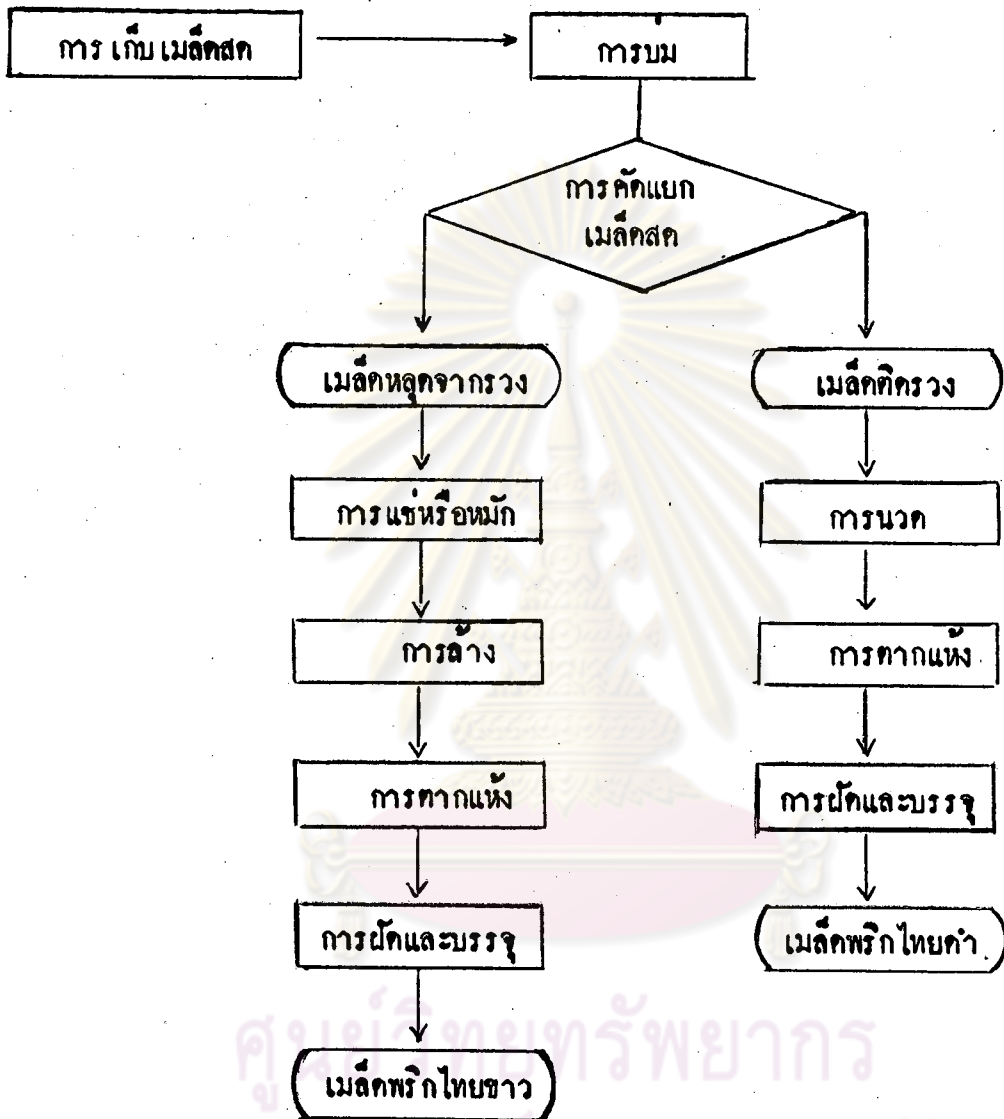 การเก็บเมล็ดสด
การบ่ม
การคัดแยก
เมล็ดสด
เมล็ดหลุดจากรวง
เมล็ดติดรวง
การแช่หรือหมัก
การนวด
การล้าง
การตากแห้ง
การตากแห้ง
การฝัดและบรรจุ
การฝัดและบรรจุ
เมล็ดพริกไทยดำ
ศูนย์วิทยทรัพยากร
เมล็ดพริกไทยขาว